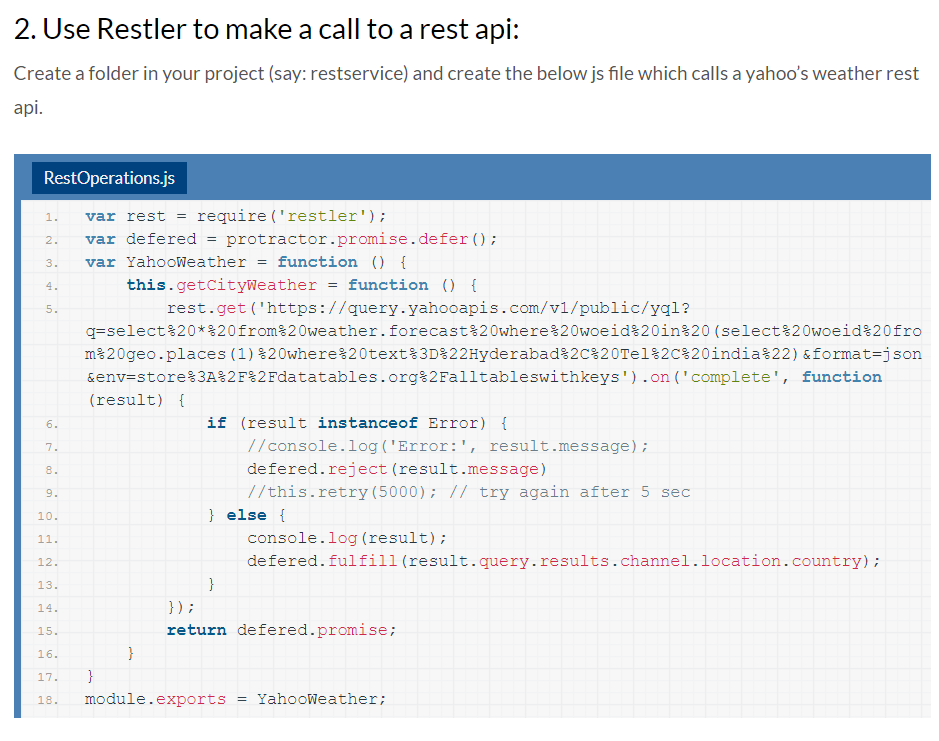 2. Use Restler to make a call to a rest api:
Create a folder in your project (say: restservice) and create the below js file which calls a yahoo's weather rest
api.
RestOperations.js
1. var rest = require('restler');
2. var defered = protractor.promise.defer();
3. var YahooWeather = function () {
4. this.getCityWeather = function () {
5. rest.get('https://query.yahooapis.com/v1/public/yql?
q=select%20*%20from%20weather.forecast%20where%20woeid%20in%20(select%20woeid%20fro
m%20geo.places(1)%20where%20text%3D%22Hyderabad%2C%20Tel%2C%20india%22)&format=json
&env=store%3A%2F%2Fdatatables.org%2Falltableswithkeys').on('complete', function
(result) {
6. if (result instanceof Error) {
7. //console.log('Error:', result.message);
8. defered.reject(result.message)
9. //this.retry(5000); // try again after 5 sec
10. } else {
11. console.log(result);
12. defered.fulfill(result.query.results.channel.location.country);
13. }
14. });
15. return defered.promise;
16. }
17. }
18. module.exports = YahooWeather;